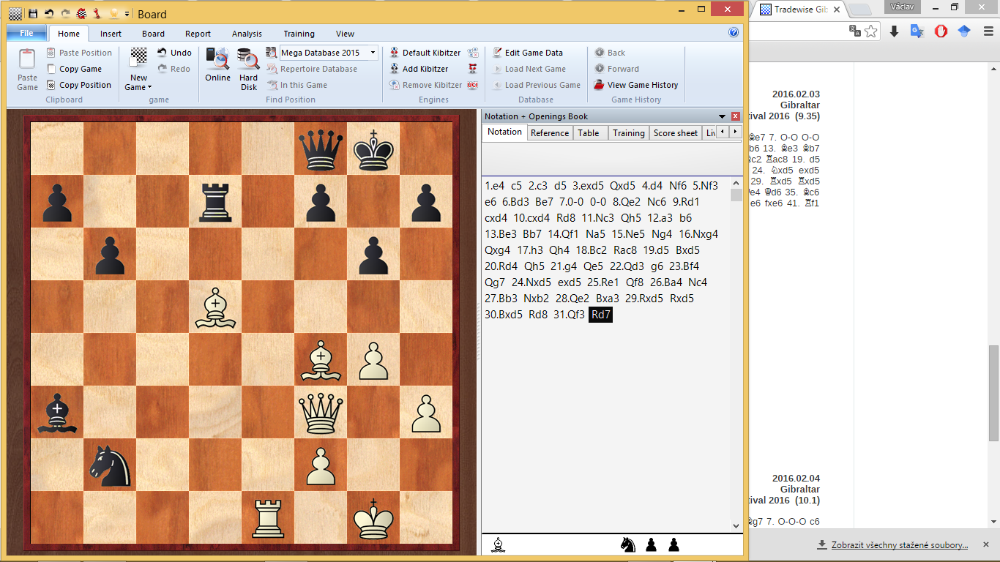 Board
Tradewise Gib
Václav
File Home Insert Board Report Analysis Training View
Paste Game
Paste Position
Copy Game
Copy Position
Clipboard
New Game
Undo
Redo
game
Online
Hard Disk
Mega Database 2015
Repertoire Database
In this Game
Find Position
Default Kibitzer
Add Kibitzer
Remove Kibitzer
UCI
Engines
Edit Game Data
Load Next Game
Load Previous Game
Database
Back
Forward
View Game History
Game History
Notation + Openings Book
Notation Reference Table Training Score sheet Liv
1.e4 c5 2.c3 d5 3.exd5 Qxd5 4.d4 Nf6 5.Nf3
e6 6.Bd3 Be7 7.0-0 0-0 8.Qe2 Nc6 9.Rd1
cxd4 10.cxd4 Rd8 11.Nc3 Qh5 12.a3 b6
13.Be3 Bb7 14.Qf1 Na5 15.Ne5 Ng4 16.Nxg4
Qxg4 17.h3 Qh4 18.Bc2 Rac8 19.d5 Bxd5
20.Rd4 Qh5 21.g4 Qe5 22.Qd3 g6 23.Bf4
Qg7 24.Nxd5 exd5 25.Re1 Qf8 26.Ba4 Nc4
27.Bb3 Nxb2 28.Qe2 Bxa3 29.Rxd5 Rxd5
30.Bxd5 Rd8 31.Qf3 Rd7
2016.02.03
Gibraltar
tival 2016 (9.35)
♗e7 7. O-O O-O
b6 13. ♗e3 ♗b7
♗c2 ♖ac8 19. d5
24. ♘xd5 exd5
29. ♖xd5 ♖xd5
e4 ♕d6 35. ♗c6
e6 fxe6 41. ♖f1
2016.02.04
Gibraltar
tival 2016 (10.1)
♗g7 7. O-O-O c6
Zobrazit všechny stažené soubory...